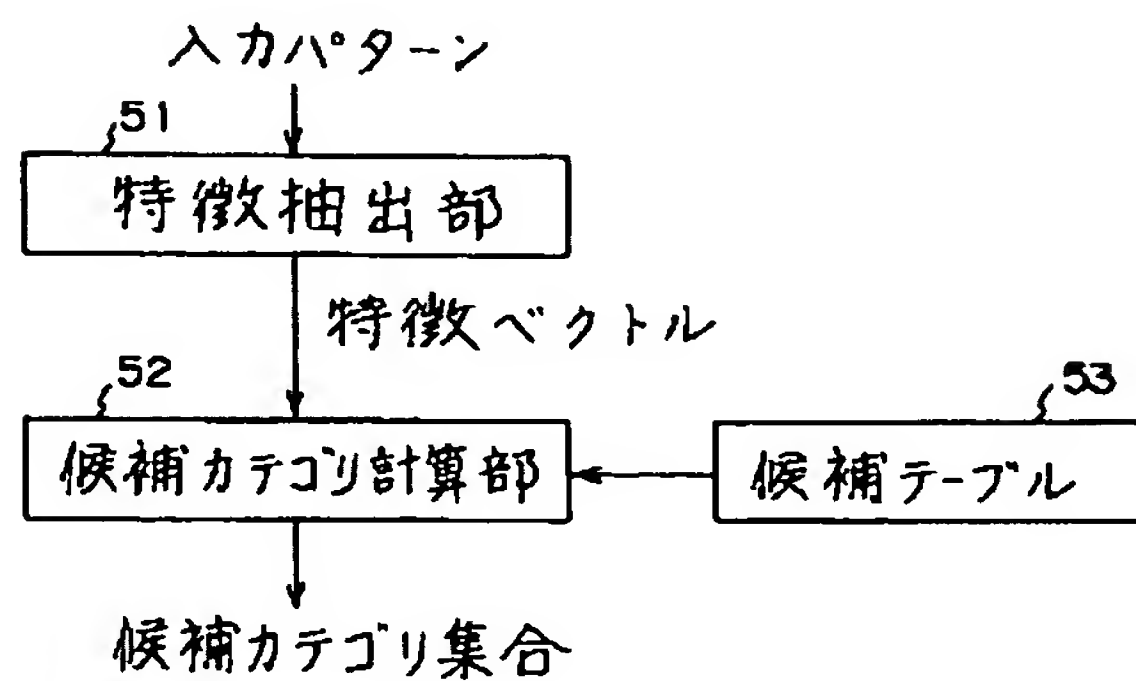 入力パターン
51
特徴抽出部
特徴ベクトル
52
53
候補カテゴリ計算部
候補テーブル
候補カテゴリ集合